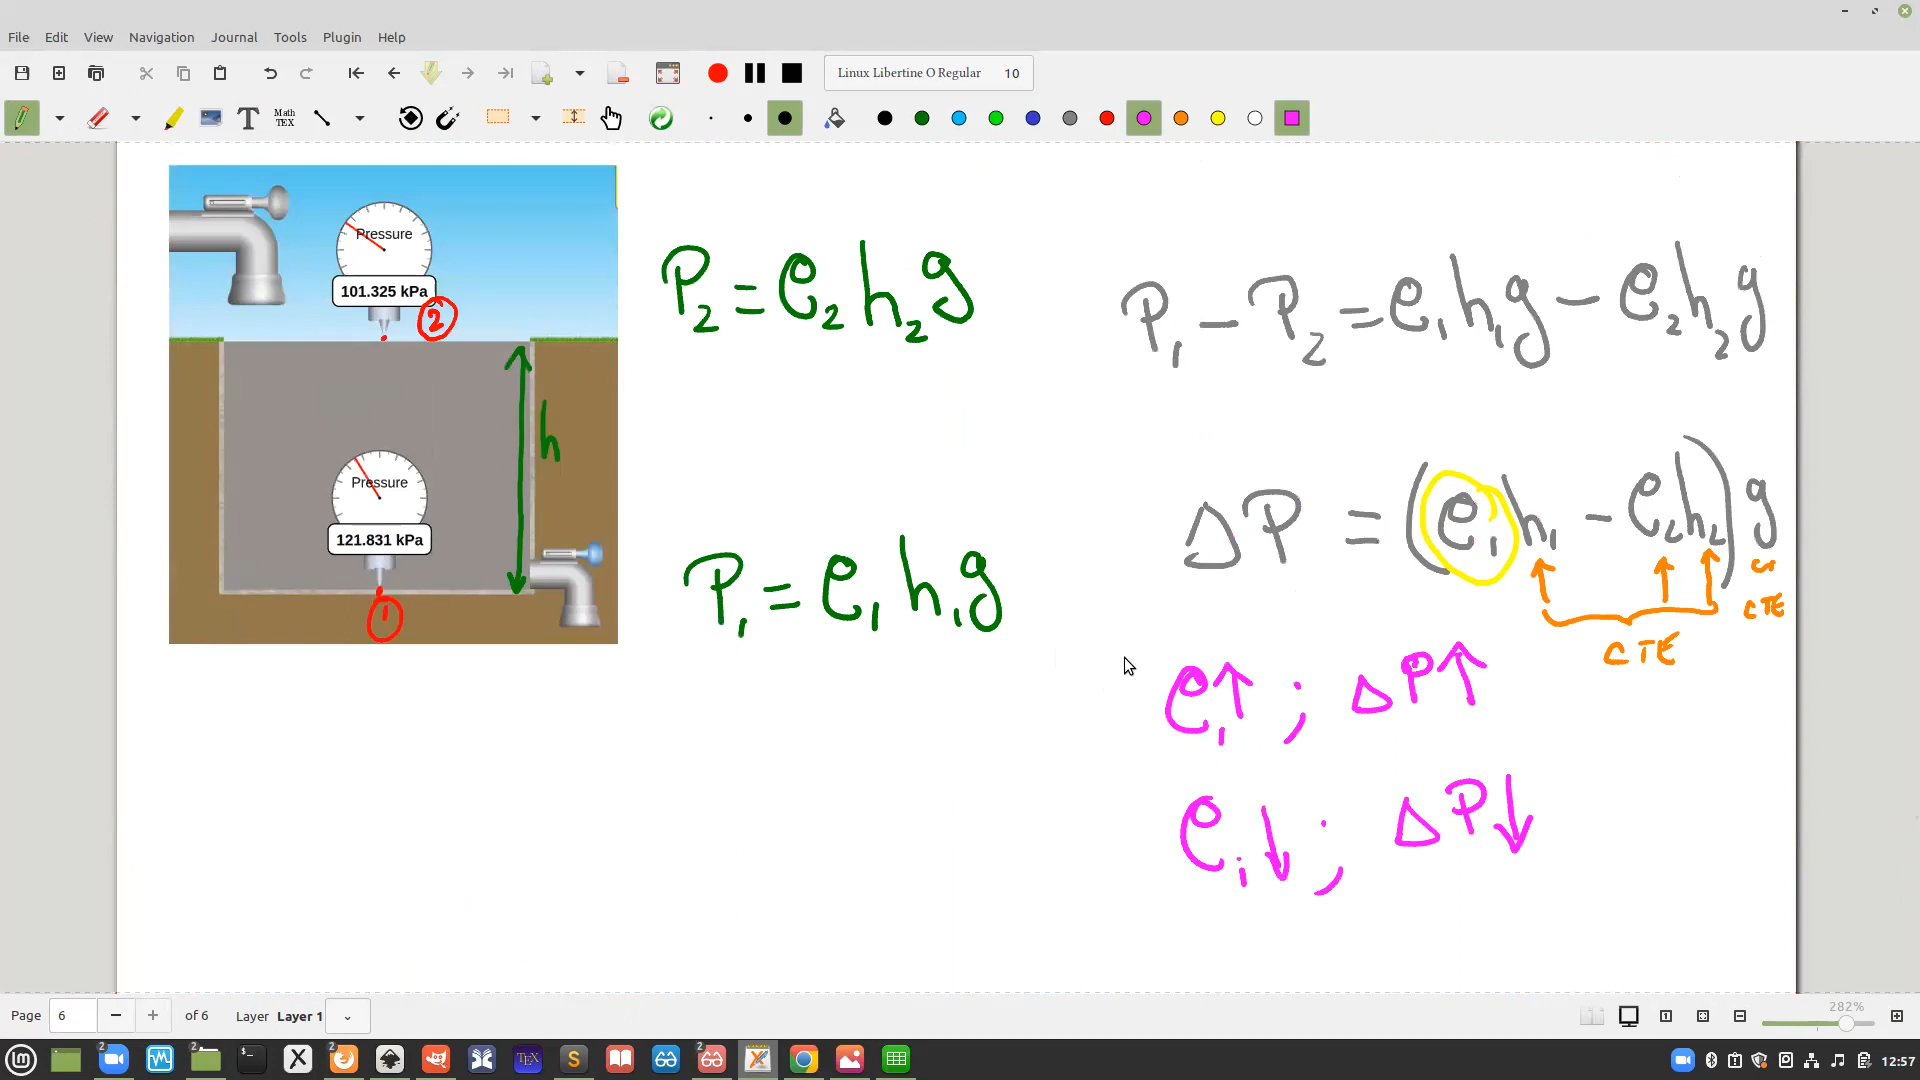 File Edit View Navigation Journal Tools Plugin Help
Linux Libertine O Regular 10
Math
TEX
Pressure
101.325 kPa
②
h
Pressure
121.831 kPa
①
P₂ = ρ₂ h₂ g
P₁ = ρ₁ h₁ g
P₁ − P₂ = ρ₁ h₁ g − ρ₂ h₂ g
ΔP = (ρ₁ h₁ − ρ₂ h₂) g
CTE
CTE
ρ₁ ↑ ; ΔP ↑
ρ₁ ↓ ; ΔP ↓
Page 6 of 6 Layer Layer 1
282%
12:57